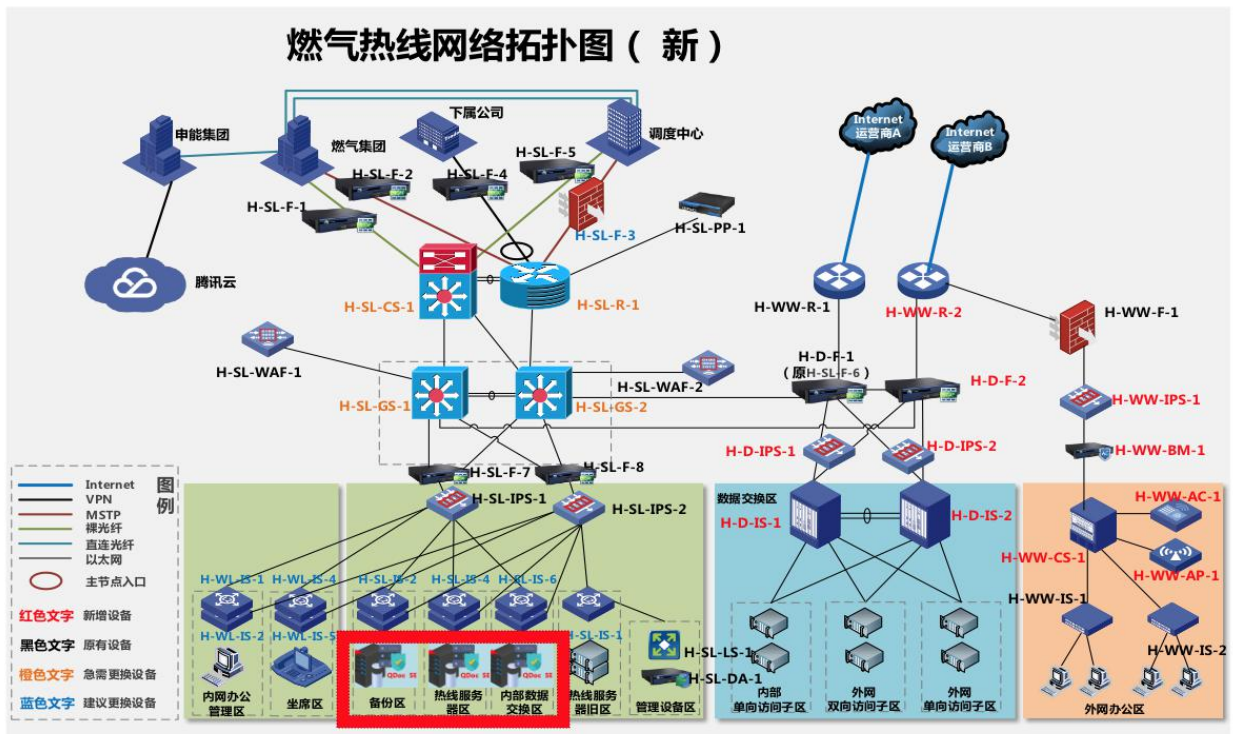 燃气热线网络拓扑图（ 新）
申能集团
燃气集团
下属公司
调度中心
Internet
运营商A
Internet
运营商B
H-SL-F-5
H-SL-F-2
H-SL-F-4
H-SL-F-1
H-SL-F-3
H-SL-PP-1
腾讯云
H-SL-CS-1
H-SL-R-1
H-WW-R-1
H-WW-R-2
H-WW-F-1
H-SL-WAF-1
H-SL-WAF-2
H-D-F-1
（原H-SL-F-6）
H-D-F-2
H-SL-GS-1
H-SL-GS-2
H-WW-IPS-1
H-D-IPS-1
H-D-IPS-2
H-WW-BM-1
H-SL-F-7
H-SL-F-8
H-SL-IPS-1
H-SL-IPS-2
图例
Internet
VPN
MSTP
裸光纤
直连光纤
以太网
主节点入口
红色文字 新增设备
黑色文字 原有设备
橙色文字 急需更换设备
蓝色文字 建议更换设备
数据交换区
H-D-IS-1
H-D-IS-2
H-WW-AC-1
H-WW-CS-1
H-WW-AP-1
H-WW-IS-1
H-WW-IS-2
H-WL-IS-1
H-WL-IS-4
H-SL-IS-2
H-SL-IS-4
H-SL-IS-6
H-WL-IS-2
H-WL-IS-5
H-SL-IS-1
H-SL-LS-1
H-SL-DA-1
QDoc SE
QDoc SE
QDoc SE
内网办公
管理区
坐席区
备份区
热线服务
器区
内部数据
交换区
热线服务
器旧区
管理设备区
内部
单向访问子区
外网
双向访问子区
外网
单向访问子区
外网办公区